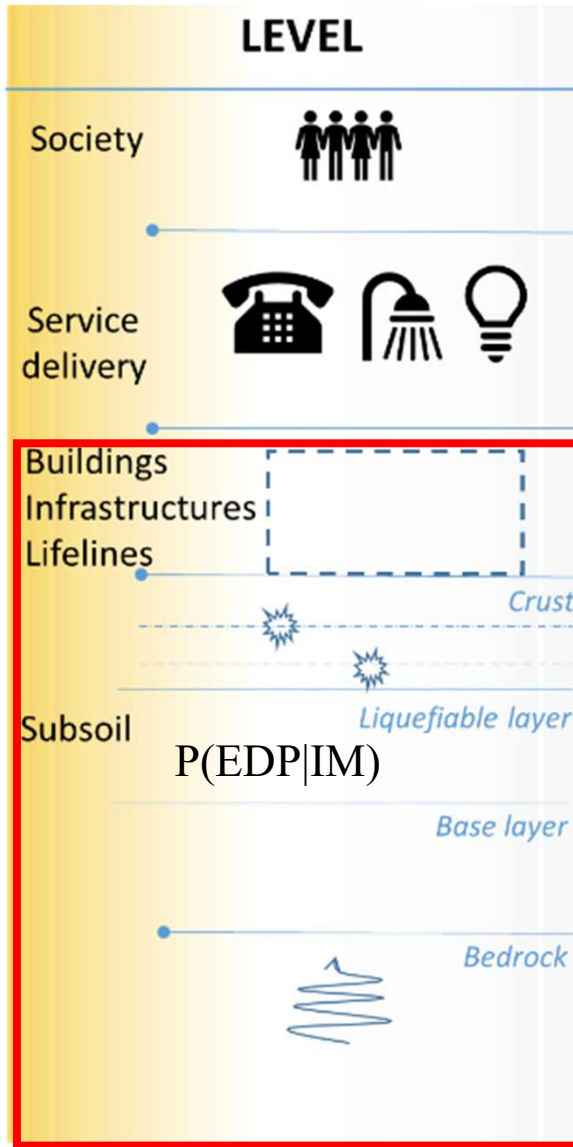 LEVEL
Society
Service
delivery
Buildings
Infrastructures
Lifelines
Crust
Liquefiable layer
Subsoil
P(EDP|IM)
Base layer
Bedrock